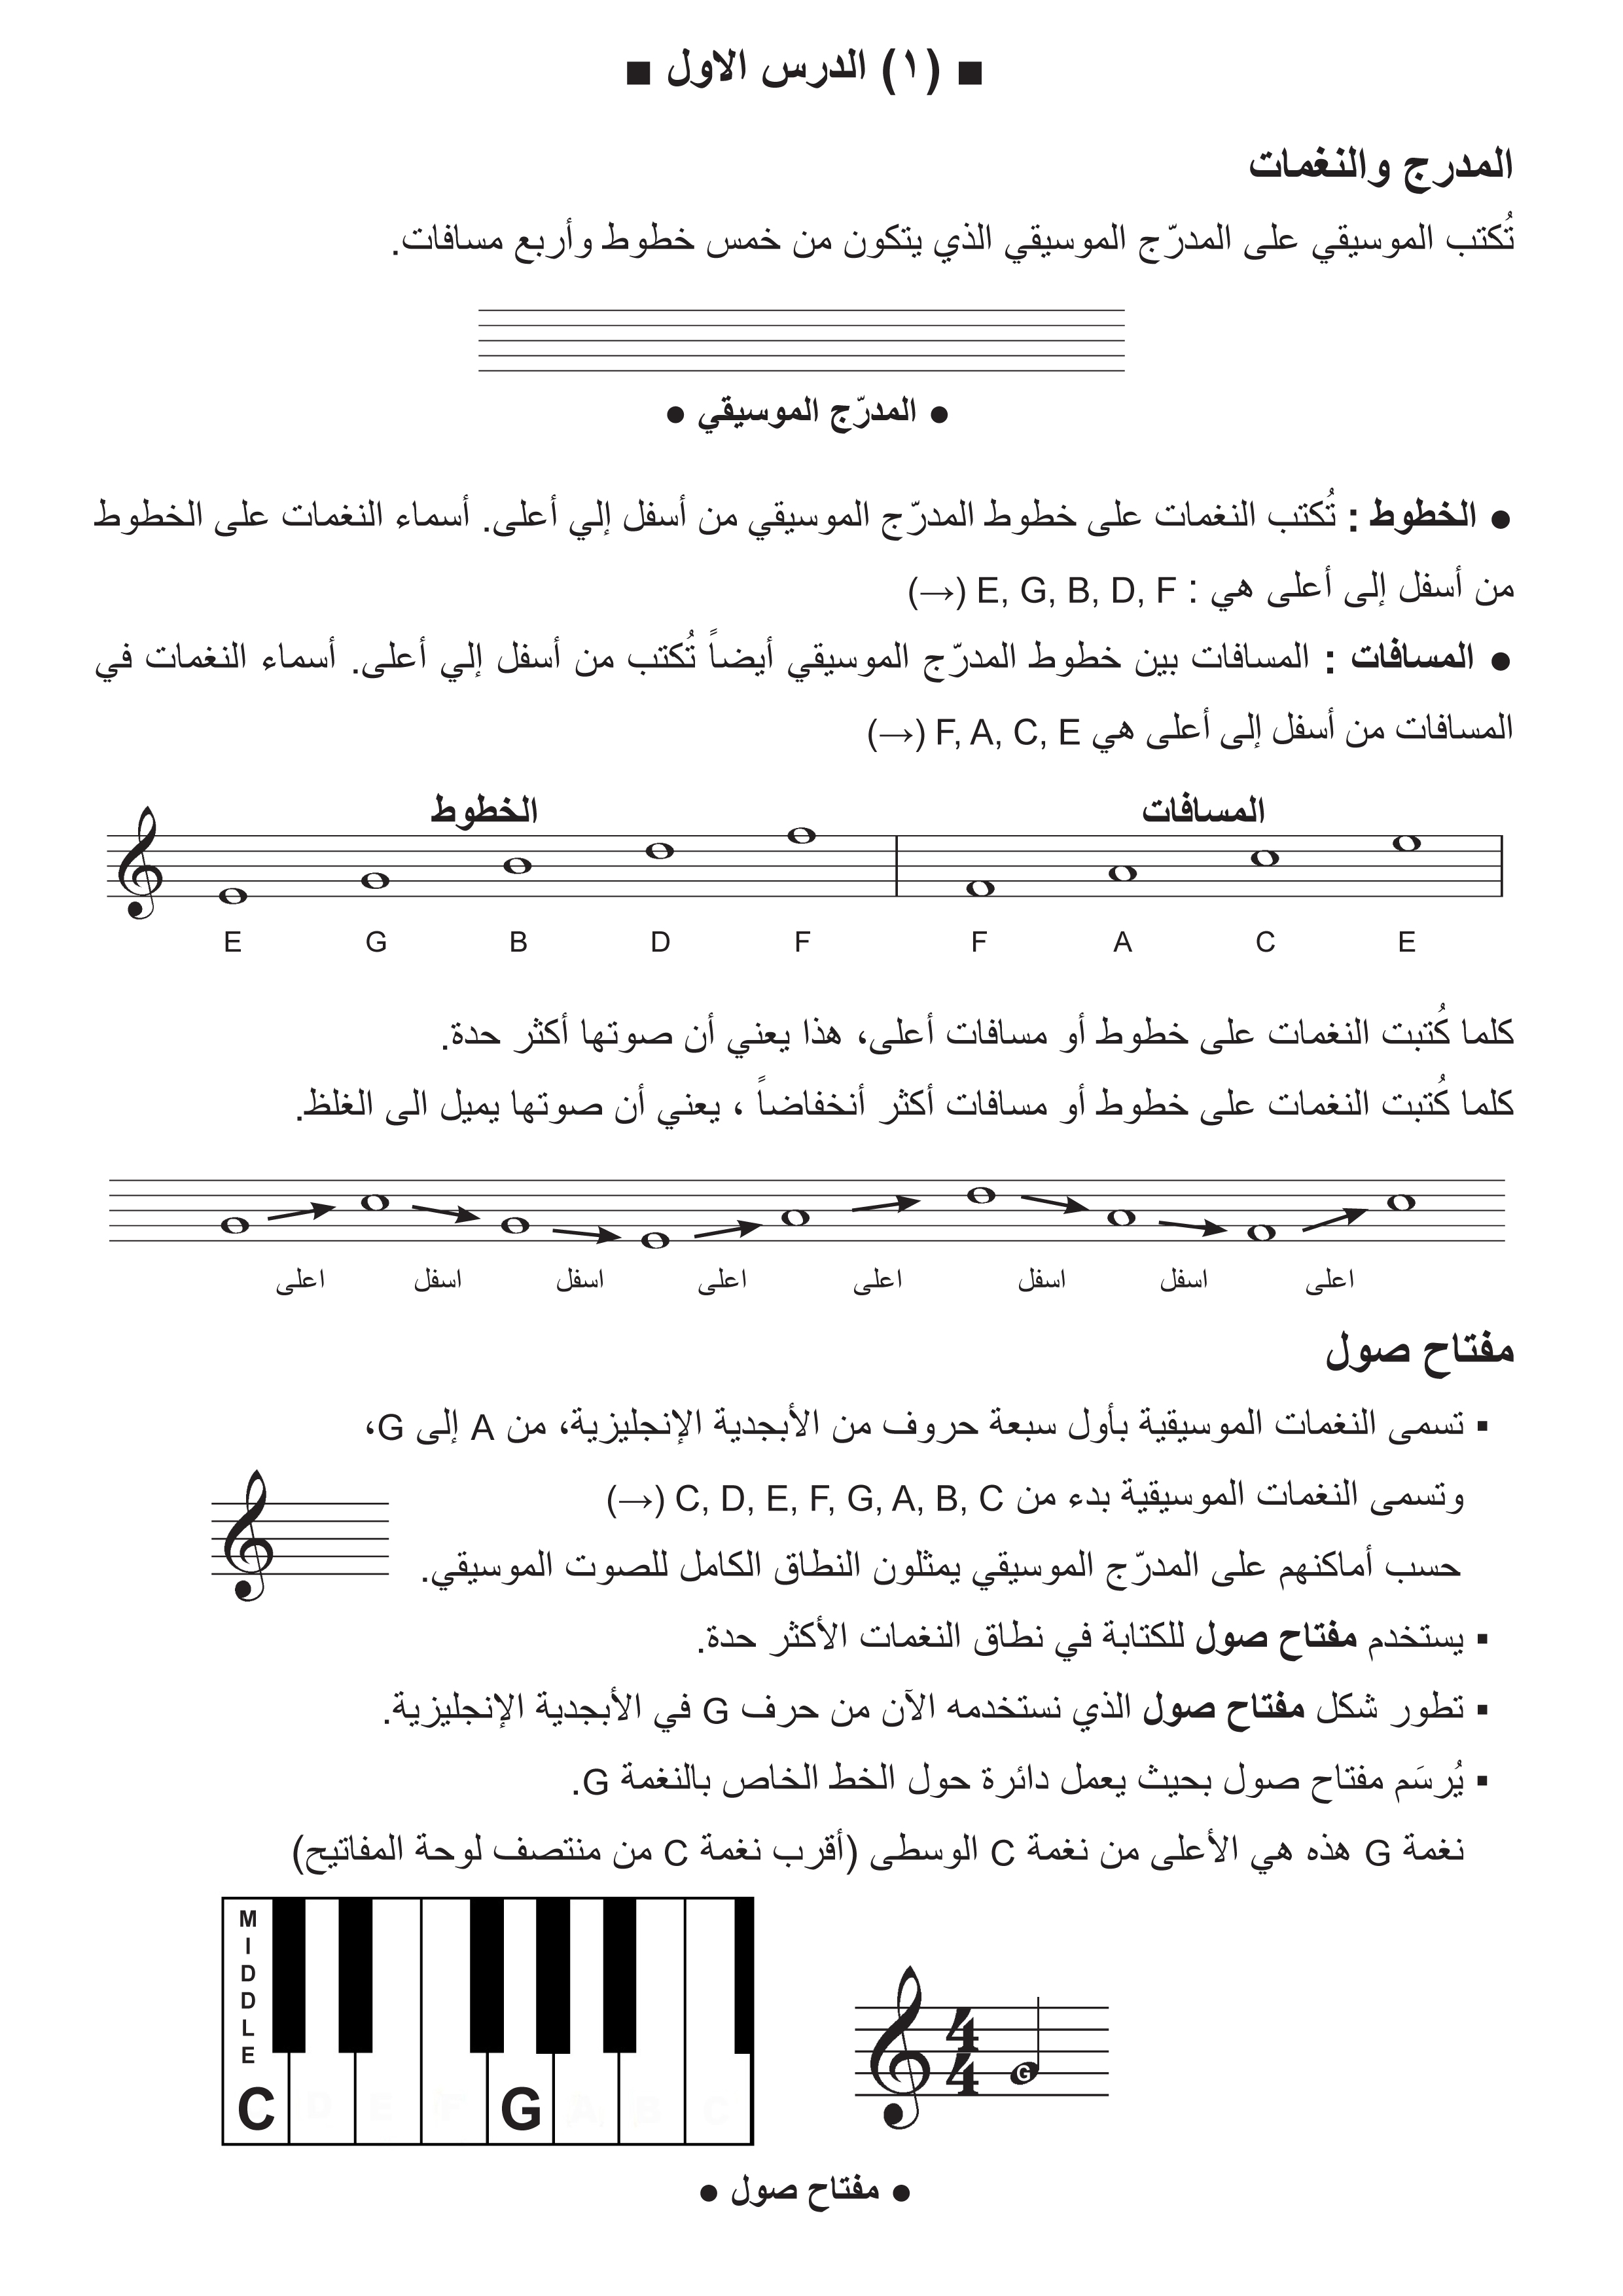 ■ (١) الدرس الاول ■
المدرج والنغمات
تُكتب الموسيقي على المدرّج الموسيقي الذي يتكون من خمس خطوط وأربع مسافات.
● المدرّج الموسيقي ●
● الخطوط : تُكتب النغمات على خطوط المدرّج الموسيقي من أسفل إلي أعلى. أسماء النغمات على الخطوط
من أسفل إلى أعلى هي : E, G, B, D, F (→)
● المسافات : المسافات بين خطوط المدرّج الموسيقي أيضاً تُكتب من أسفل إلي أعلى. أسماء النغمات في
المسافات من أسفل إلى أعلى هي F, A, C, E (→)
الخطوط المسافات
E G B D F F A C E
كلما كُتبت النغمات على خطوط أو مسافات أعلى، هذا يعني أن صوتها أكثر حدة.
كلما كُتبت النغمات على خطوط أو مسافات أكثر أنخفاضاً ، يعني أن صوتها يميل الى الغلظ.
اعلى اسفل اسفل اعلى اعلى اسفل اسفل اعلى
مفتاح صول
▪ تسمى النغمات الموسيقية بأول سبعة حروف من الأبجدية الإنجليزية، من A إلى G،
وتسمى النغمات الموسيقية بدء من C, D, E, F, G, A, B, C (→)
حسب أماكنهم على المدرّج الموسيقي يمثلون النطاق الكامل للصوت الموسيقي.
▪ يستخدم مفتاح صول للكتابة في نطاق النغمات الأكثر حدة.
▪ تطور شكل مفتاح صول الذي نستخدمه الآن من حرف G في الأبجدية الإنجليزية.
▪ يُرسَم مفتاح صول بحيث يعمل دائرة حول الخط الخاص بالنغمة G.
نغمة G هذه هي الأعلى من نغمة C الوسطى (أقرب نغمة C من منتصف لوحة المفاتيح)
MIDDLE
C D E F G A B C
4
4
G
● مفتاح صول ●